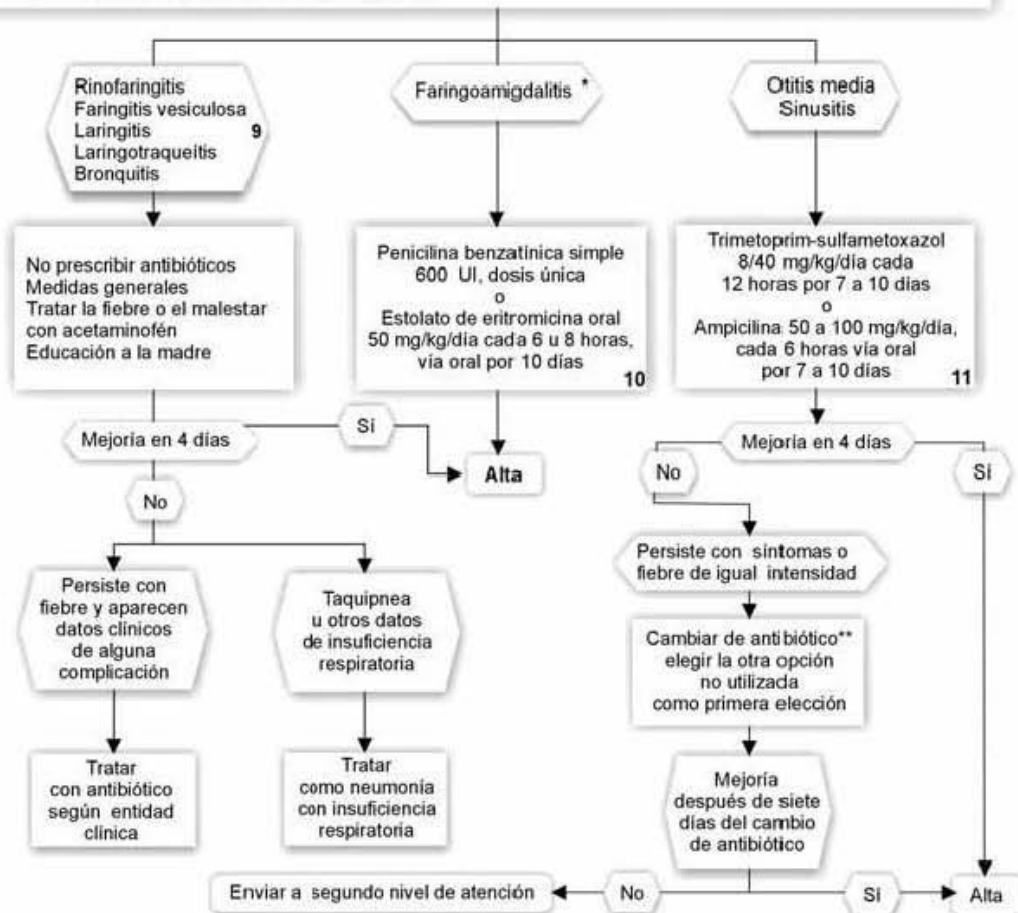 Rinofaringitis
Faringitis vesiculosa
Laringitis 9
Laringotraqueítis
Bronquitis
Faringoamigdalitis *
Otitis media
Sinusitis
No prescribir antibióticos
Medidas generales
Tratar la fiebre o el malestar
con acetaminofén
Educación a la madre
Penicilina benzatínica simple
600 UI, dosis única
o
Estolato de eritromicina oral
50 mg/kg/día cada 6 u 8 horas,
vía oral por 10 días
10
Trimetoprim-sulfametoxazol
8/40 mg/kg/día cada
12 horas por 7 a 10 días
o
Ampicilina 50 a 100 mg/kg/día,
cada 6 horas vía oral
por 7 a 10 días
11
Mejoría en 4 días
Sí
Alta
No
Mejoría en 4 días
No
Sí
Persiste con
fiebre y aparecen
datos clínicos
de alguna
complicación
Taquipnea
u otros datos
de insuficiencia
respiratoria
Persiste con síntomas o
fiebre de igual intensidad
Cambiar de antibiótico**
elegir la otra opción
no utilizada
como primera elección
Tratar
con antibiótico
según entidad
clínica
Tratar
como neumonía
con insuficiencia
respiratoria
Mejoría
después de siete
días del cambio
de antibiótico
Enviar a segundo nivel de atención
No
Sí
Alta